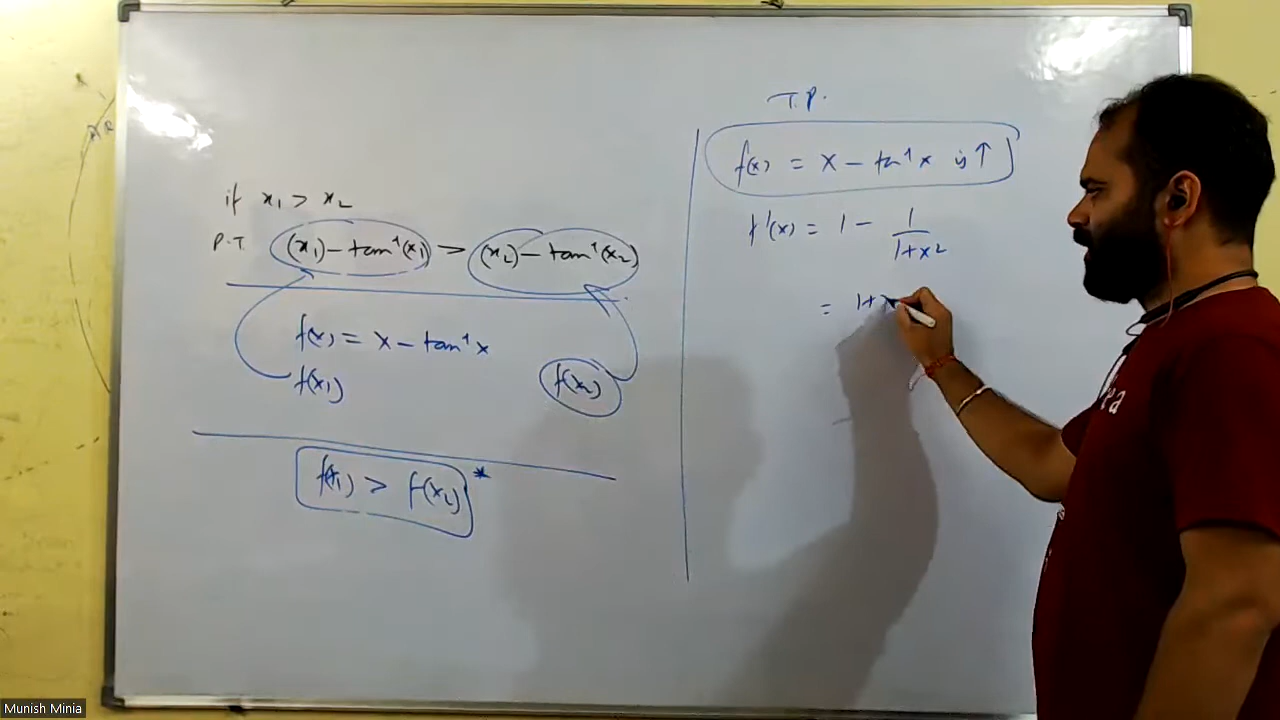 if x₁ > x₂
P.T (x₁) – tan⁻¹(x₁) > (x₂) – tan⁻¹(x₂)
f(x) = x – tan⁻¹x
f(x₁) f(x₂)
f(x₁) > f(x₂) *
T.P.
f(x) = x – tan⁻¹x is ↑
f'(x) = 1 – 1/(1+x²)
= 1+
Munish Minia